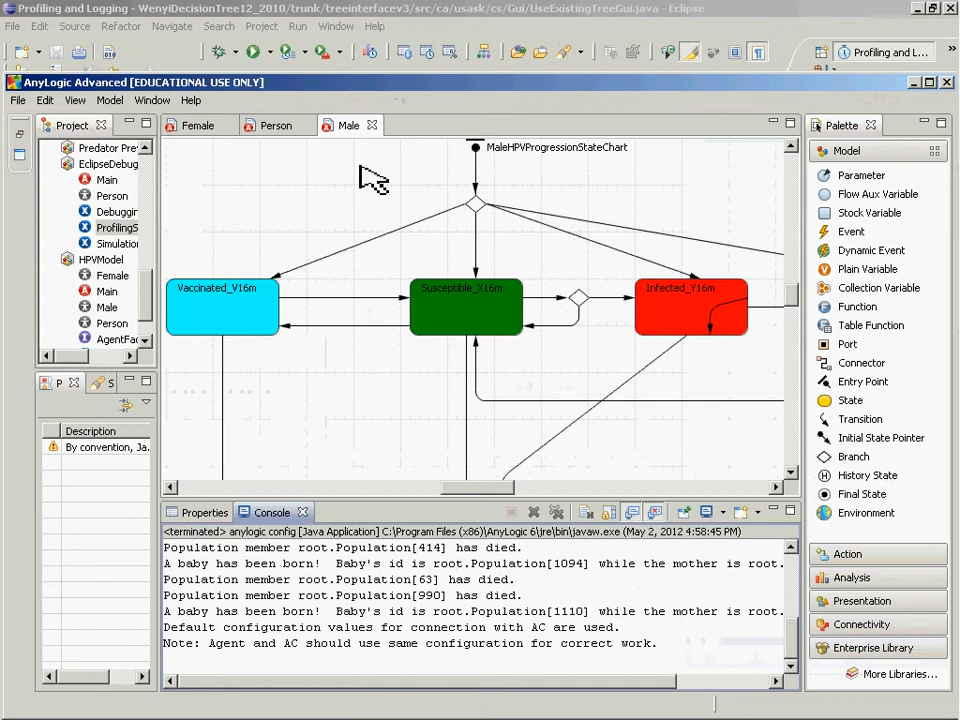 Profiling and Logging - WenyiDecisionTree12_2010/trunk/treeinterfacev3/src/ca/usask/cs/Gui/UseExistingTreeGui.java - Eclipse
File Edit Source Refactor Navigate Search Project Run Window Help
Profiling and L...
AnyLogic Advanced [EDUCATIONAL USE ONLY]
File Edit View Model Window Help
Project
Female
Person
Male
Palette
Predator Pre
EclipseDebug
Main
Person
Debuggin
ProfilingS
Simulatio
HPVModel
Female
Main
Male
Person
AgentFac
MaleHPVProgressionStateChart
Vaccinated_V16m
Susceptible_X16m
Infected_Y16m
Model
Parameter
Flow Aux Variable
Stock Variable
Event
Dynamic Event
Plain Variable
Collection Variable
Function
Table Function
Port
Connector
Entry Point
State
Transition
Initial State Pointer
Branch
History State
Final State
Environment
Action
Analysis
Presentation
Connectivity
Enterprise Library
More Libraries...
P
S
Description
By convention, Ja.
Properties
Console
<terminated> anylogic config [Java Application] C:\Program Files (x86)\AnyLogic 6\jre\bin\javaw.exe (May 2, 2012 4:58:45 PM)
Population member root.Population[414] has died.
A baby has been born! Baby's id is root.Population[1094] while the mother is root.
Population member root.Population[63] has died.
Population member root.Population[990] has died.
A baby has been born! Baby's id is root.Population[1110] while the mother is root.
Default configuration values for connection with AC are used.
Note: Agent and AC should use same configuration for correct work.